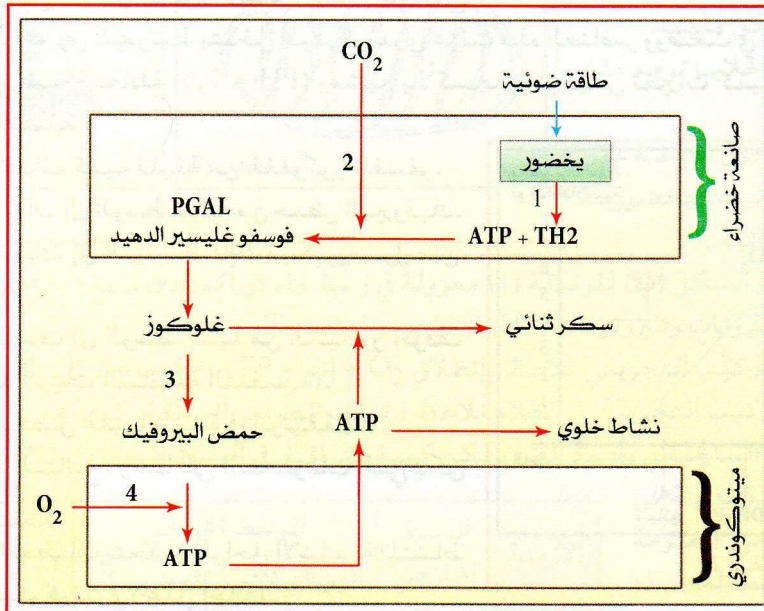 CO2
طاقة ضوئية
صانعة خضراء
يخضور
2
1
PGAL
فوسفو غليسير الدهيد
ATP + TH2
غلوكوز
سكر ثنائي
3
حمض البيروفيك
ATP
نشاط خلوي
ميتوكوندري
O2
4
ATP